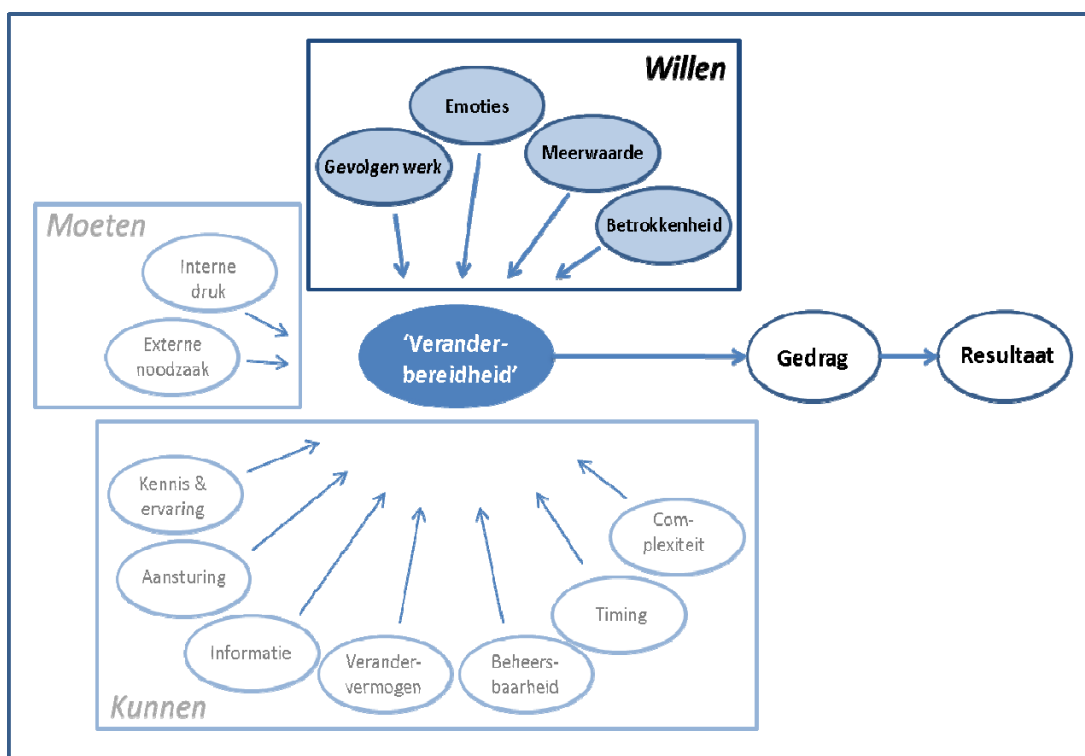 Willen
Emoties
Gevolgen werk
Meerwaarde
Betrokkenheid
Moeten
Interne
druk
Externe
noodzaak
‘Verander-
bereidheid’
Gedrag
Resultaat
Kennis &
ervaring
Aansturing
Informatie
Verander-
vermogen
Beheers-
baarheid
Timing
Com-
plexiteit
Kunnen